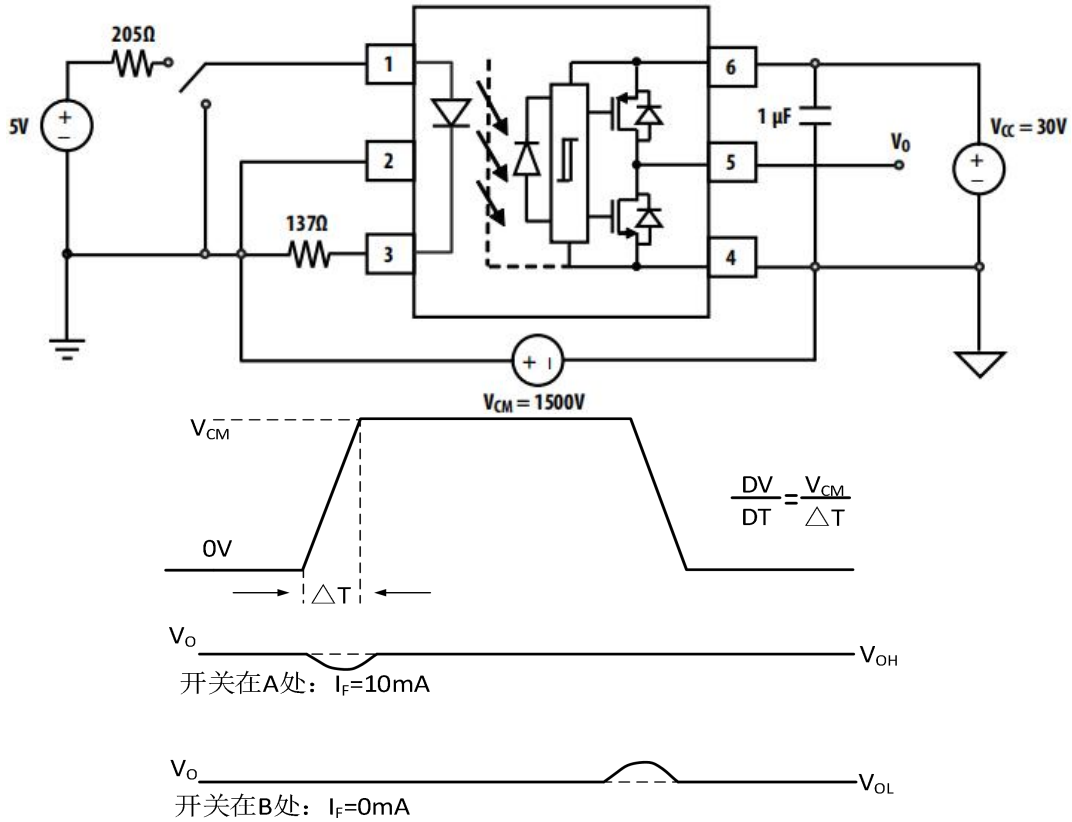 205Ω
5V
+
−
1
2
3
137Ω
6
5
4
1 μF
VO
VCC = 30V
+
−
+ −
VCM = 1500V
VCM
0V
△T
DV/DT = VCM/△T
VO
VOH
开关在A处：IF=10mA
VO
VOL
开关在B处：IF=0mA